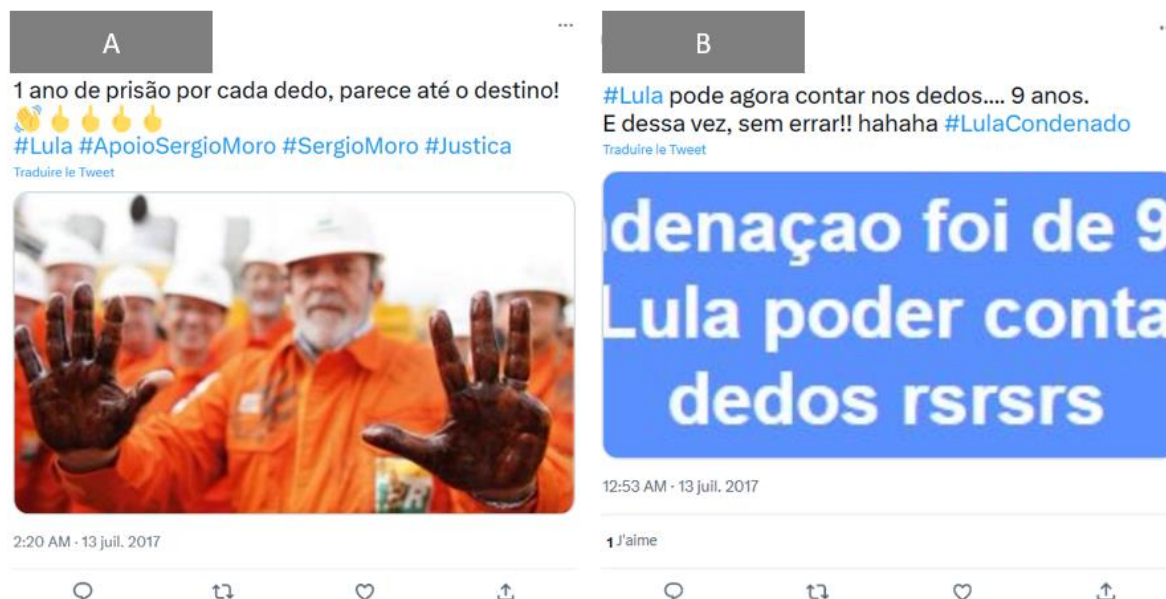 A
1 ano de prisão por cada dedo, parece até o destino!
👋🖕🖕🖕🖕
#Lula #ApoioSergioMoro #SergioMoro #Justica
Traduire le Tweet
2:20 AM · 13 juil. 2017
B
#Lula pode agora contar nos dedos.... 9 anos.
E dessa vez, sem errar!! hahaha #LulaCondenado
Traduire le Tweet
denaçao foi de 9
Lula poder conta
dedos rsrsrs
12:53 AM · 13 juil. 2017
1 J'aime